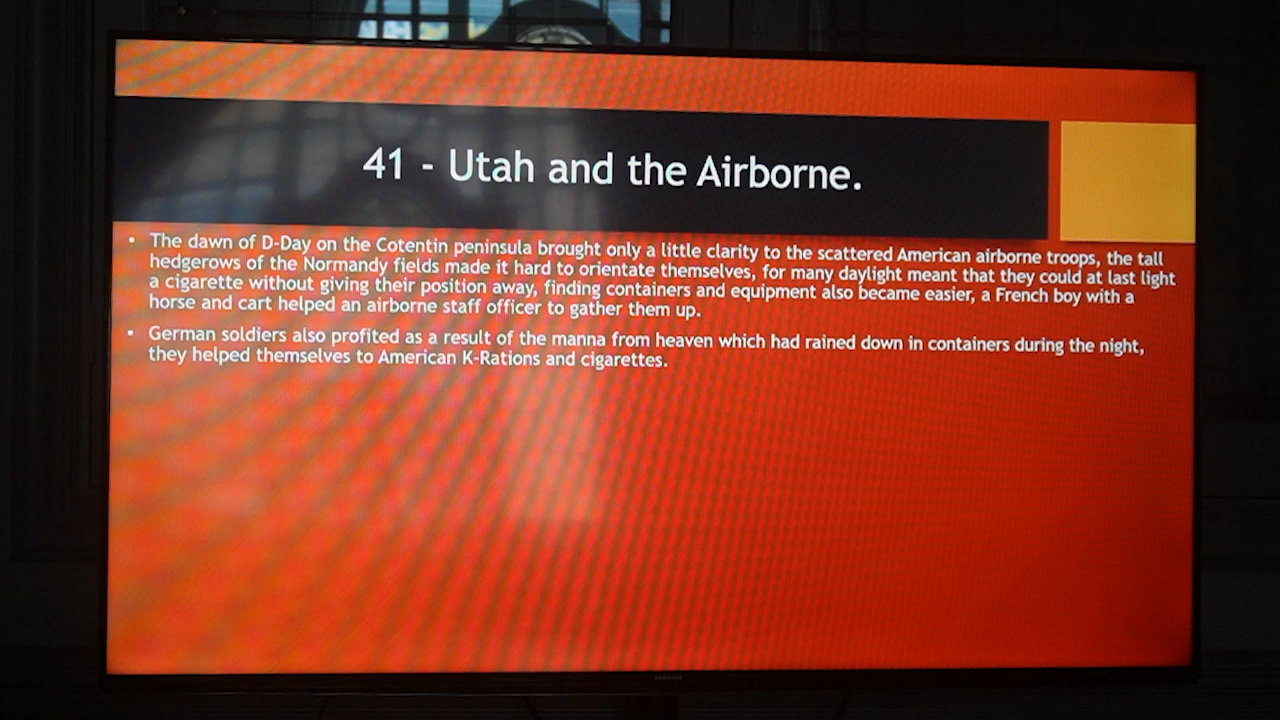 41 - Utah and the Airborne.
• The dawn of D-Day on the Cotentin peninsula brought only a little clarity to the scattered American airborne troops, the tall
hedgerows of the Normandy fields made it hard to orientate themselves, for many daylight meant that they could at last light
a cigarette without giving their position away, finding containers and equipment also became easier, a French boy with a
horse and cart helped an airborne staff officer to gather them up.
• German soldiers also profited as a result of the manna from heaven which had rained down in containers during the night,
they helped themselves to American K-Rations and cigarettes.
SAMSUNG